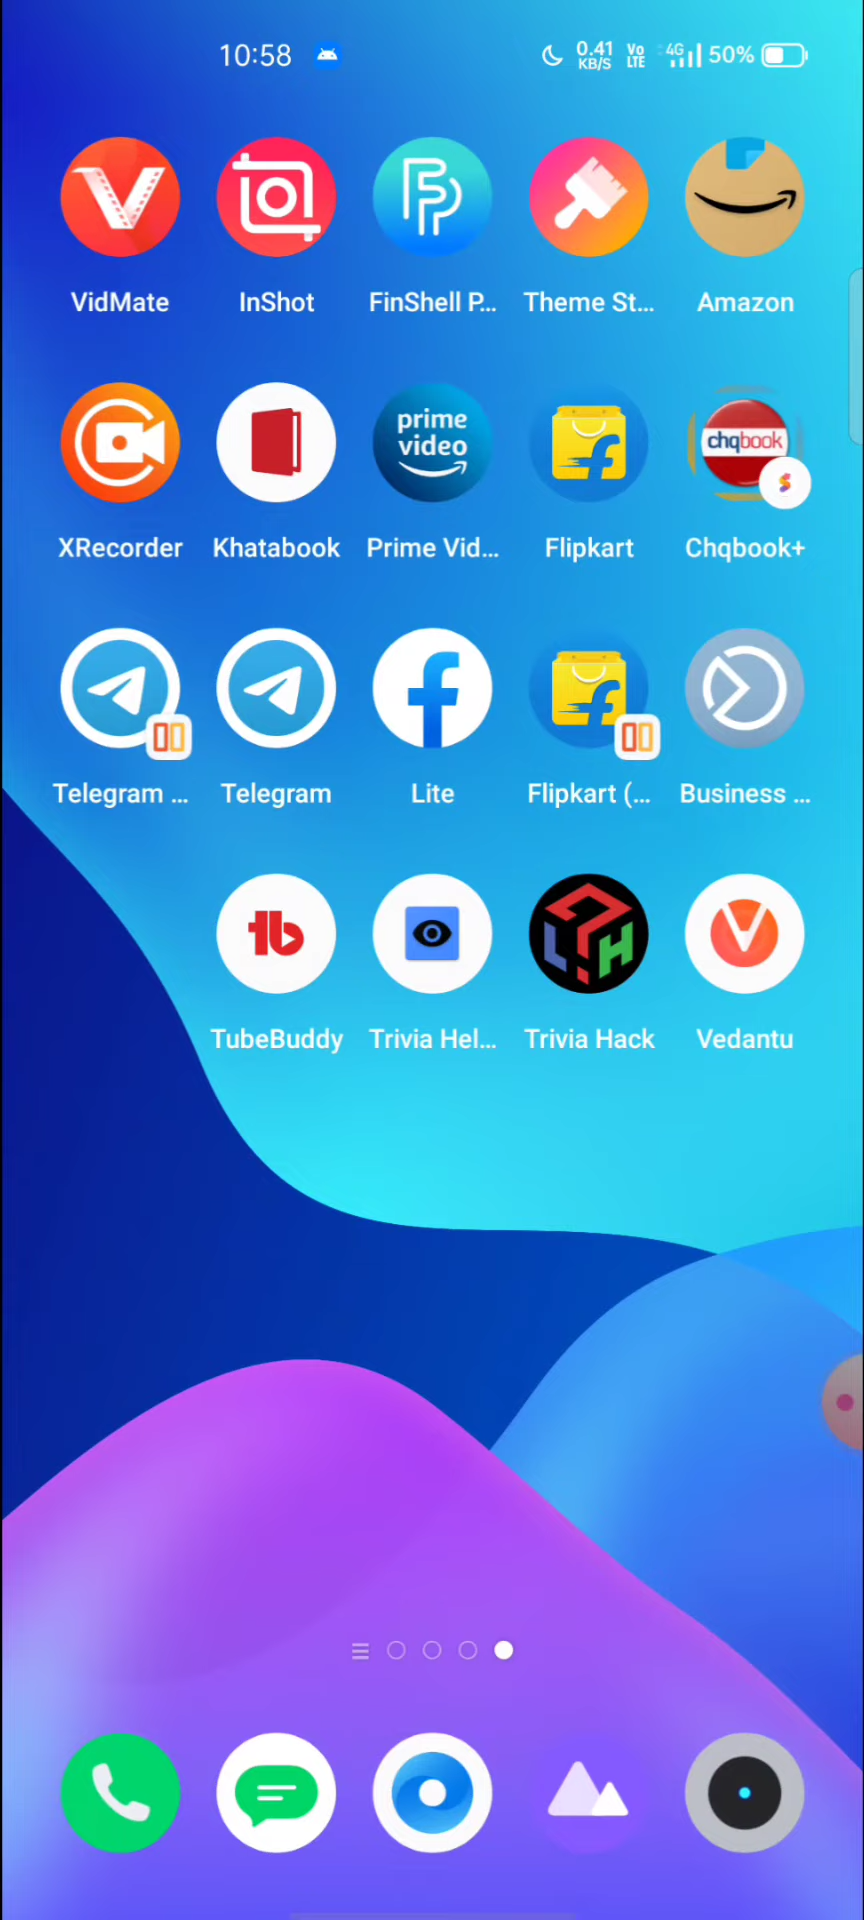 10:58 0.41 KB/S Vo LTE 4G 50%
VidMate InShot FinShell P... Theme St... Amazon
prime
video
chqbook
XRecorder Khatabook Prime Vid... Flipkart Chqbook+
Telegram ... Telegram Lite Flipkart (... Business ...
TubeBuddy Trivia Hel... Trivia Hack Vedantu